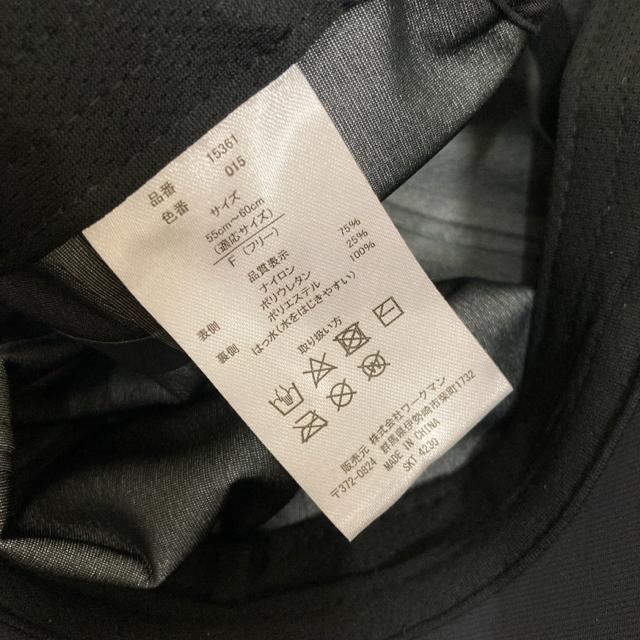 品番 15361
色番 015
サイズ
55cm～60cm
(適応サイズ)
F (フリー)
品質表示
表側 ナイロン 75%
ポリウレタン 25%
裏側 ポリエステル 100%
はっ水(水をはじきやすい)
取り扱い方
販売元 株式会社ワークマン
〒372-0824 群馬県伊勢崎市柴町1732
MADE IN CHINA
SKT 4230